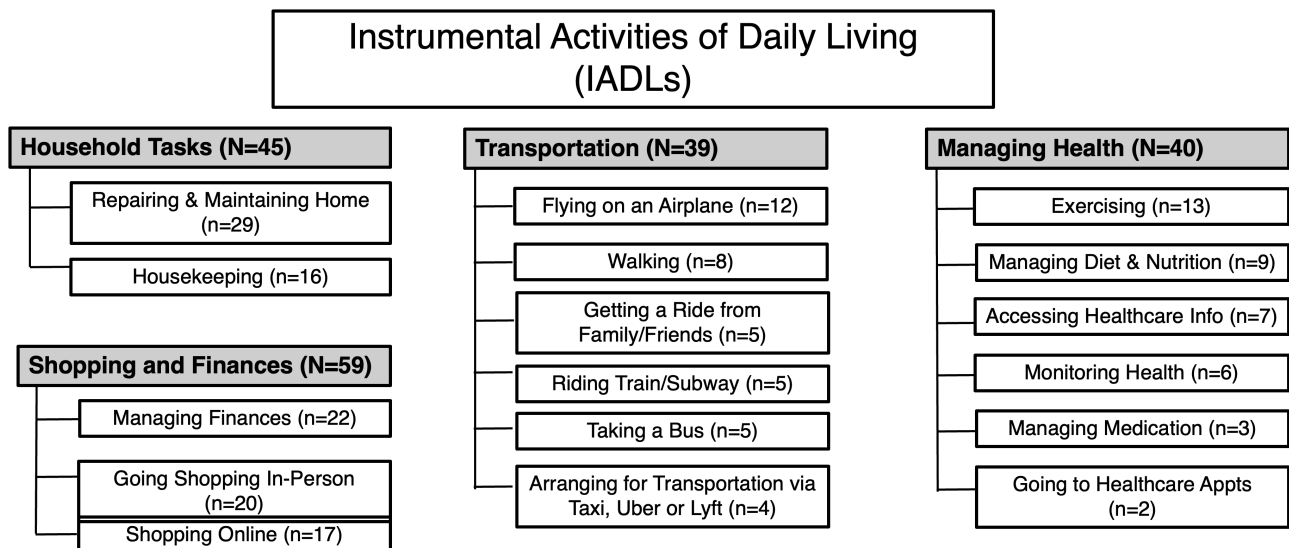 Instrumental Activities of Daily Living
(IADLs)
Household Tasks (N=45)
Repairing & Maintaining Home
(n=29)
Housekeeping (n=16)
Shopping and Finances (N=59)
Managing Finances (n=22)
Going Shopping In-Person
(n=20)
Shopping Online (n=17)
Transportation (N=39)
Flying on an Airplane (n=12)
Walking (n=8)
Getting a Ride from
Family/Friends (n=5)
Riding Train/Subway (n=5)
Taking a Bus (n=5)
Arranging for Transportation via
Taxi, Uber or Lyft (n=4)
Managing Health (N=40)
Exercising (n=13)
Managing Diet & Nutrition (n=9)
Accessing Healthcare Info (n=7)
Monitoring Health (n=6)
Managing Medication (n=3)
Going to Healthcare Appts
(n=2)